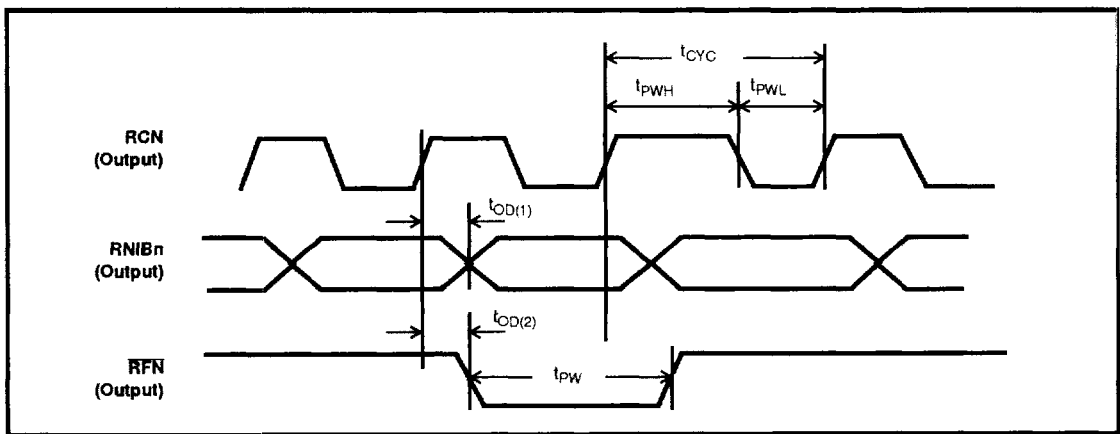 tCYC
tPWH
tPWL
RCN
(Output)
tOD(1)
RNIBn
(Output)
tOD(2)
RFN
(Output)
tPW